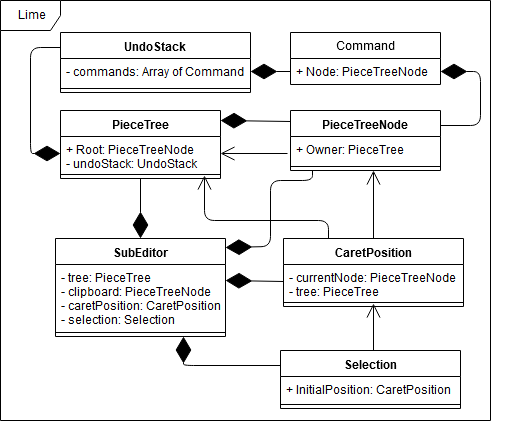 Lime
UndoStack
- commands: Array of Command
Command
+ Node: PieceTreeNode
PieceTree
+ Root: PieceTreeNode
- undoStack: UndoStack
PieceTreeNode
+ Owner: PieceTree
SubEditor
- tree: PieceTree
- clipboard: PieceTreeNode
- caretPosition: CaretPosition
- selection: Selection
CaretPosition
- currentNode: PieceTreeNode
- tree: PieceTree
Selection
+ InitialPosition: CaretPosition